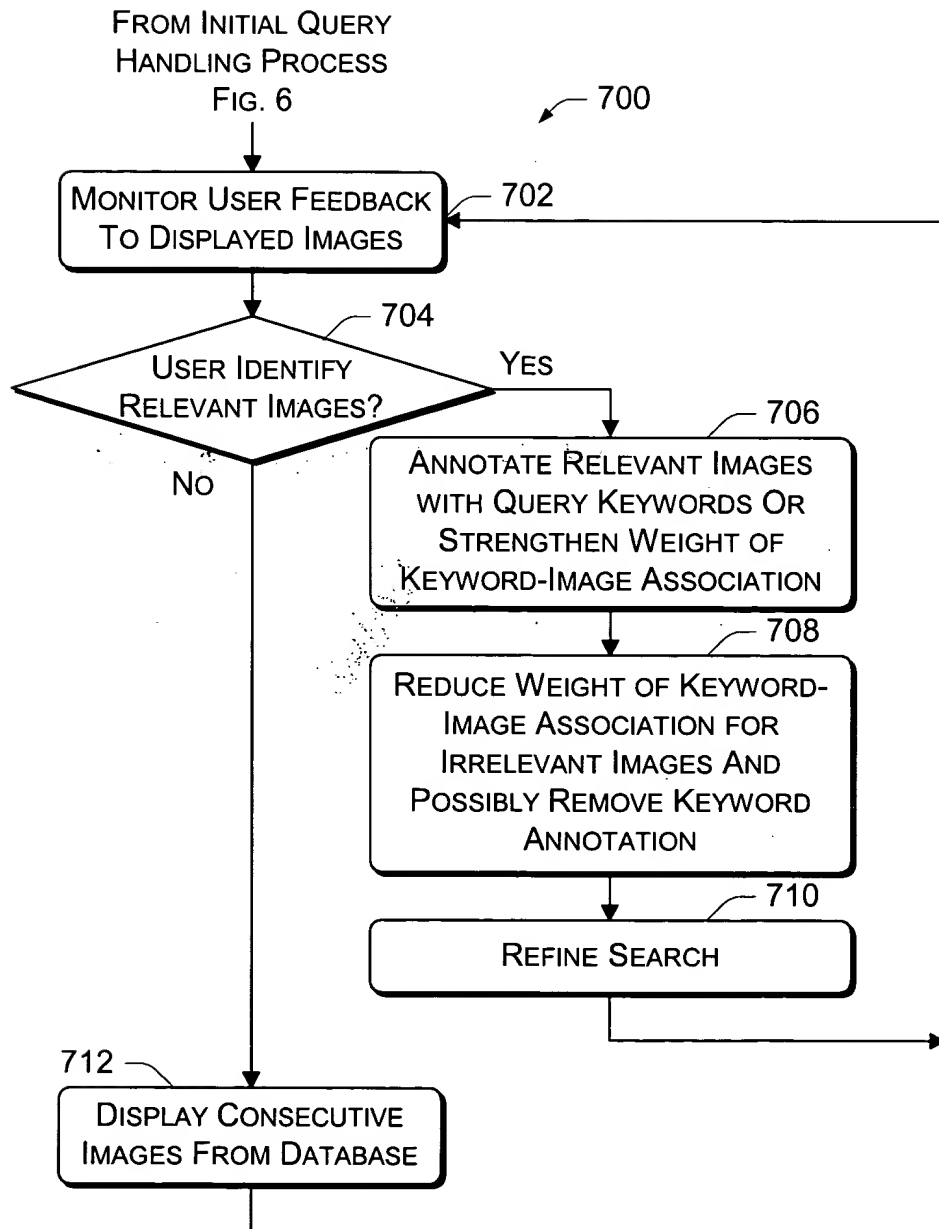 FROM INITIAL QUERY
HANDLING PROCESS
FIG. 6
700
MONITOR USER FEEDBACK
TO DISPLAYED IMAGES
702
704
USER IDENTIFY
RELEVANT IMAGES?
YES
NO
706
ANNOTATE RELEVANT IMAGES
WITH QUERY KEYWORDS OR
STRENGTHEN WEIGHT OF
KEYWORD-IMAGE ASSOCIATION
708
REDUCE WEIGHT OF KEYWORD-
IMAGE ASSOCIATION FOR
IRRELEVANT IMAGES AND
POSSIBLY REMOVE KEYWORD
ANNOTATION
710
REFINE SEARCH
712
DISPLAY CONSECUTIVE
IMAGES FROM DATABASE